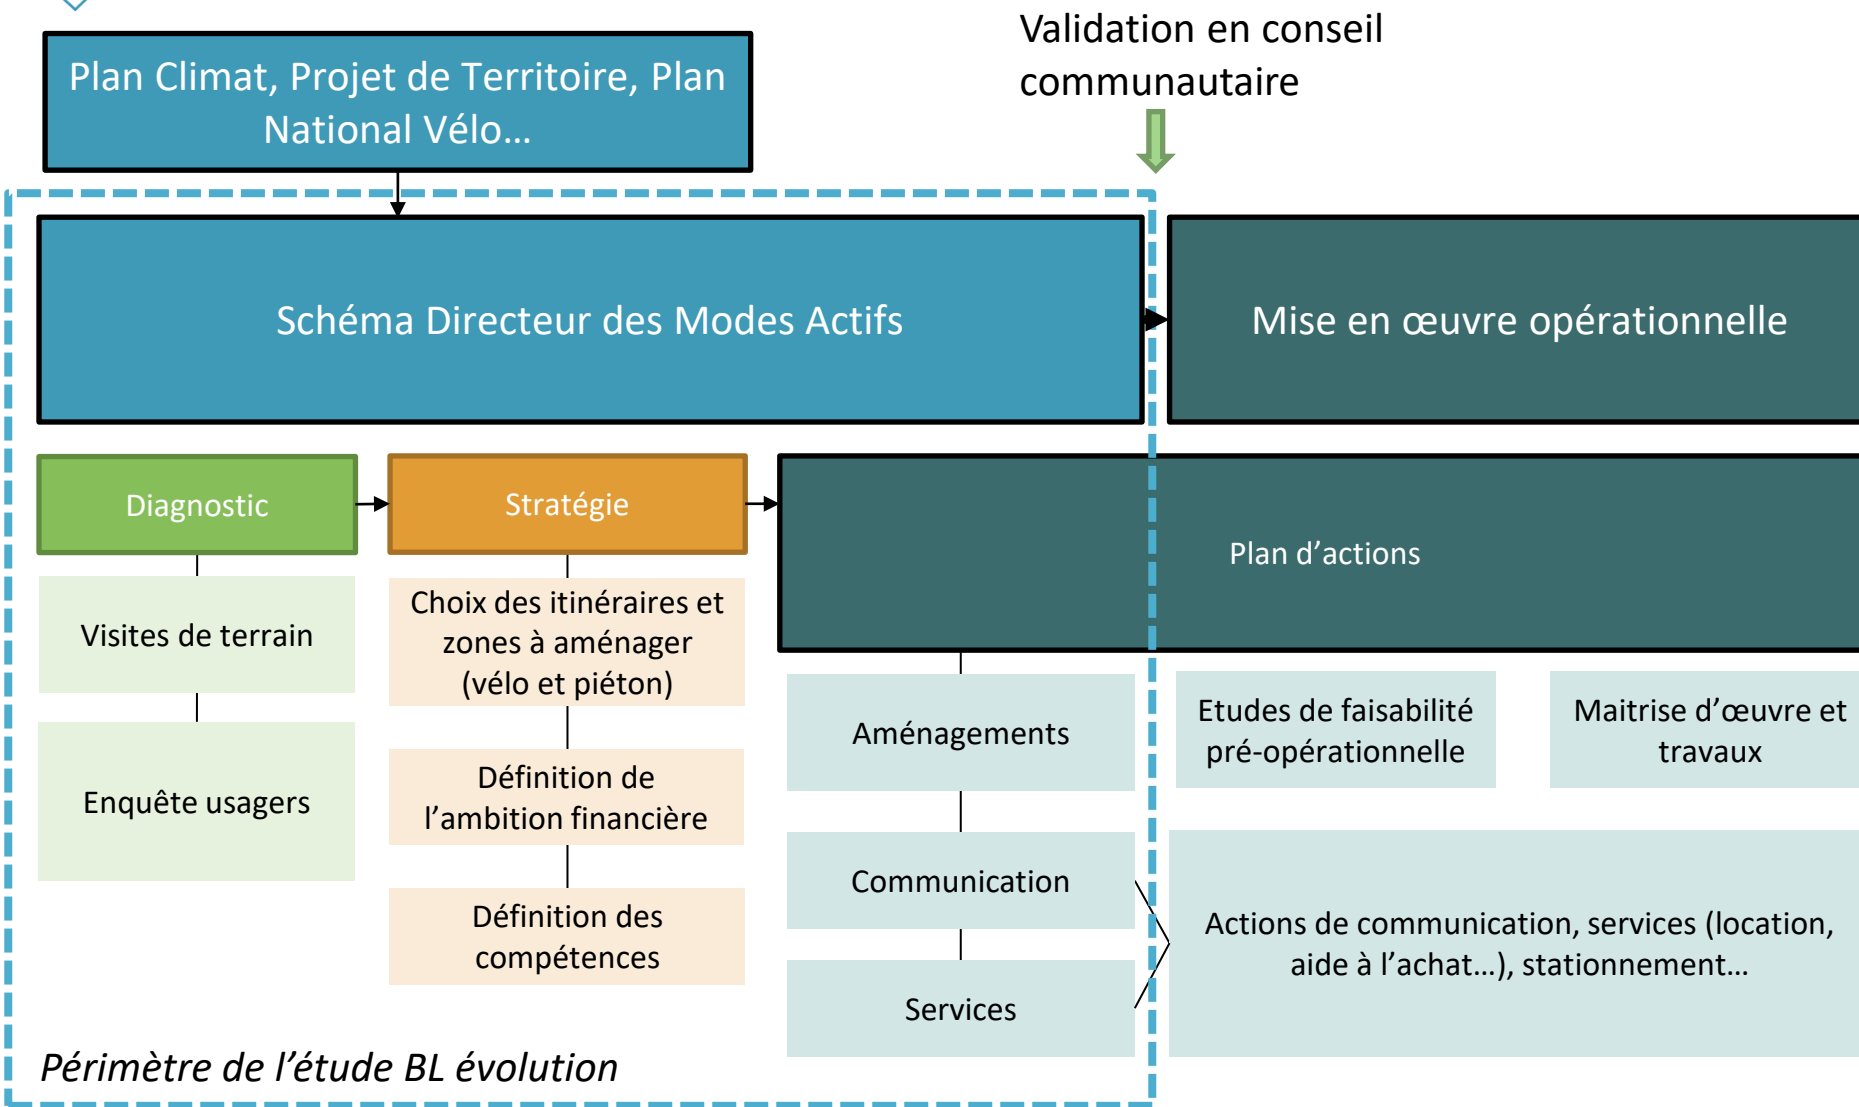 Validation en conseil
communautaire
Plan Climat, Projet de Territoire, Plan
National Vélo…
Schéma Directeur des Modes Actifs
Mise en œuvre opérationnelle
Diagnostic
Stratégie
Plan d’actions
Visites de terrain
Enquête usagers
Choix des itinéraires et
zones à aménager
(vélo et piéton)
Définition de
l’ambition financière
Définition des
compétences
Aménagements
Communication
Services
Etudes de faisabilité
pré-opérationnelle
Maitrise d’œuvre et
travaux
Actions de communication, services (location,
aide à l’achat…), stationnement…
Périmètre de l’étude BL évolution